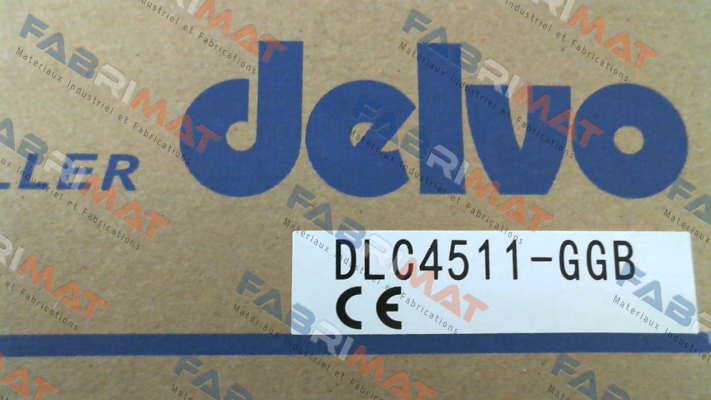 delvo
LLER
DLC4511-GGB
CE
FABRIMAT
Materiaux Industriel et Fabrications